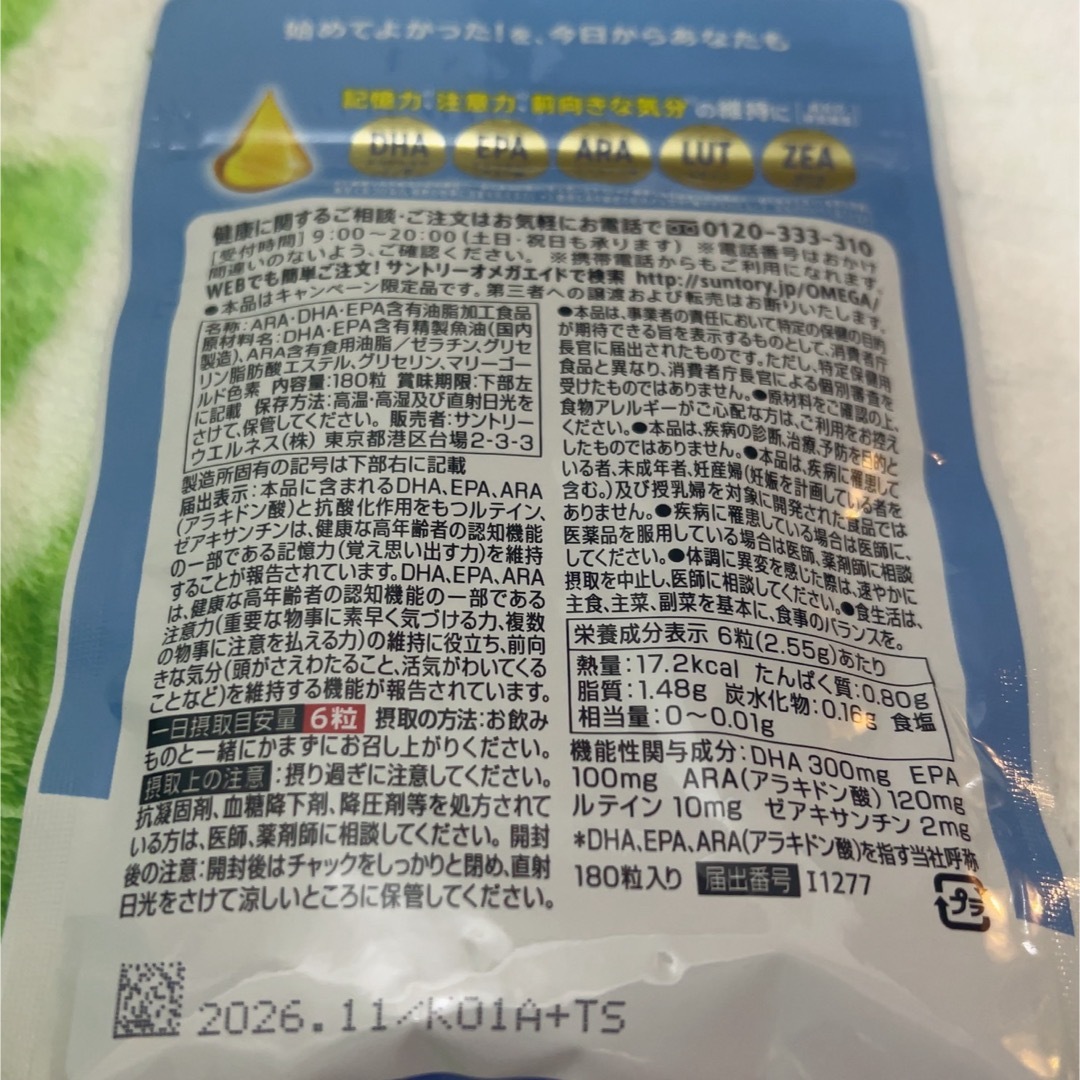 始めてよかった!を、今日からあなたも
記憶力・注意力・前向きな気分の維持に
DHA EPA ARA LUT ZEA
健康に関するご相談・ご注文はお気軽にお電話で 0120-333-310
[受付時間]9:00〜20:00(土日・祝日も承ります) ※電話番号はおかけ
間違いのないよう、ご確認ください。 ※携帯電話からもご利用になれます。
WEBでも簡単ご注文! サントリーオメガエイドで検索 http://suntory.jp/OMEGA/
●本品はキャンペーン限定品です。第三者への譲渡および転売はお断りいたします。
名称:ARA・DHA・EPA含有油脂加工食品
原材料名:DHA・EPA含有精製魚油(国内
製造)、ARA含有食用油脂/ゼラチン、グリセ
リン脂肪酸エステル、グリセリン、マリーゴー
ルド色素 内容量:180粒 賞味期限:下部左
に記載 保存方法:高温・高湿及び直射日光を
さけて、保管してください。 販売者:サントリー
ウエルネス(株) 東京都港区台場2-3-3
製造所固有の記号は下部右に記載
届出表示:本品に含まれるDHA、EPA、ARA
(アラキドン酸)と抗酸化作用をもつルテイン、
ゼアキサンチンは、健康な高年齢者の認知機能
の一部である記憶力(覚え思い出す力)を維持
することが報告されています。DHA、EPA、ARA
は、健康な高年齢者の認知機能の一部である
注意力(重要な物事に素早く気づける力、複数
の物事に注意を払える力)の維持に役立ち、前向
きな気分(頭がさえわたること、活気がわいてくる
ことなど)を維持する機能が報告されています。
一日摂取目安量 6粒 摂取の方法:お飲み
ものと一緒にかまずにお召し上がりください。
摂取上の注意 :摂り過ぎに注意してください。
抗凝固剤、血糖降下剤、降圧剤等を処方されて
いる方は、医師、薬剤師に相談してください。 開封
後の注意:開封後はチャックをしっかりと閉め、直射
日光をさけて涼しいところに保管してください。
●本品は、事業者の責任において特定の保健の目的
が期待できる旨を表示するものとして、消費者庁
長官に届出されたものです。ただし、特定保健用
食品と異なり、消費者庁長官による個別審査を
受けたものではありません。●原材料をご確認の上、
食物アレルギーがご心配な方は、ご利用をお控え
ください。●本品は、疾病の診断、治療、予防を目的と
したものではありません。●本品は、疾病に罹患して
いる者、未成年者、妊産婦(妊娠を計画している者を
含む。)及び授乳婦を対象に開発された食品では
ありません。●疾病に罹患している場合は医師に、
医薬品を服用している場合は医師、薬剤師に相談
してください。●体調に異変を感じた際は、速やかに
摂取を中止し、医師に相談してください。●食生活は、
主食、主菜、副菜を基本に、食事のバランスを。
栄養成分表示 6粒(2.55g)あたり
熱量:17.2kcal たんぱく質:0.80g
脂質:1.48g 炭水化物:0.16g 食塩
相当量:0〜0.01g
機能性関与成分:DHA 300mg EPA
100mg ARA(アラキドン酸)120mg
ルテイン 10mg ゼアキサンチン 2mg
*DHA、EPA、ARA(アラキドン酸)を指す当社呼称
180粒入り 届出番号 I1277
プラ
2026.11/K01A+TS